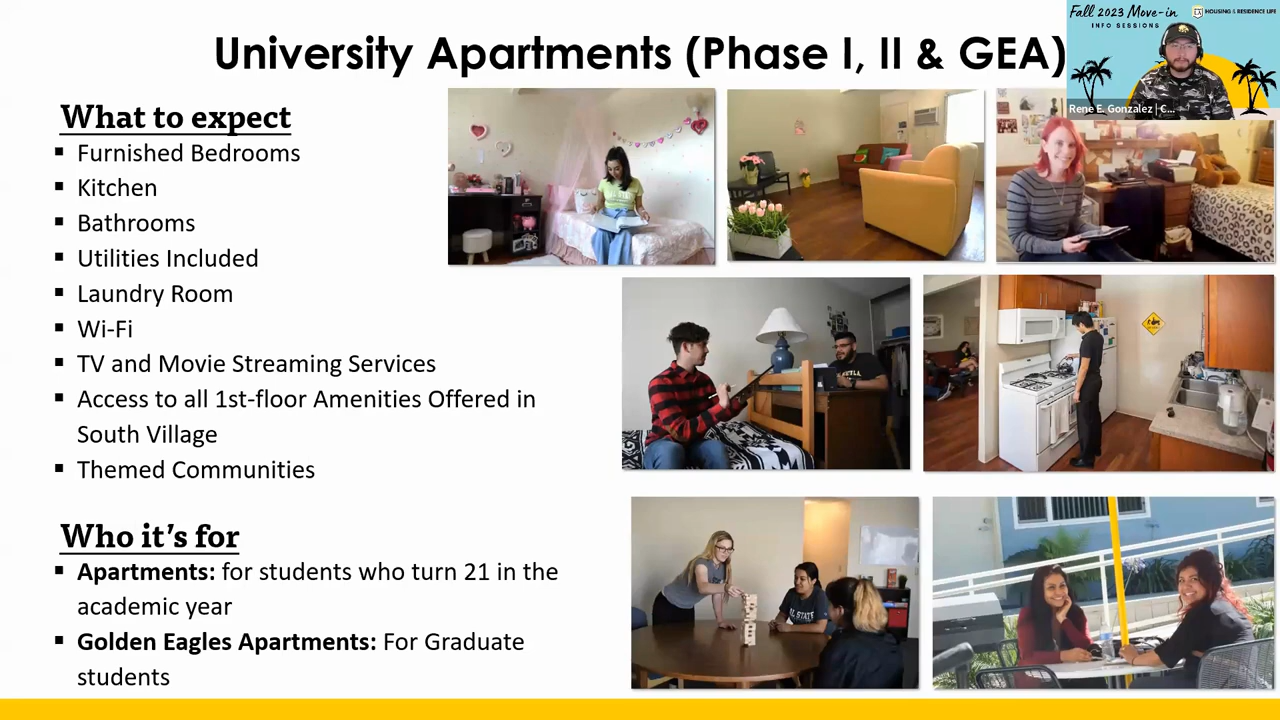 University Apartments (Phase I, II & GEA)
Fall 2023 Move-in
INFO SESSIONS
HOUSING & RESIDENCE LIFE
Rene E. Gonzalez | C...
What to expect
Furnished Bedrooms
Kitchen
Bathrooms
Utilities Included
Laundry Room
Wi-Fi
TV and Movie Streaming Services
Access to all 1st-floor Amenities Offered in
South Village
Themed Communities
Who it's for
Apartments: for students who turn 21 in the
academic year
Golden Eagles Apartments: For Graduate
students